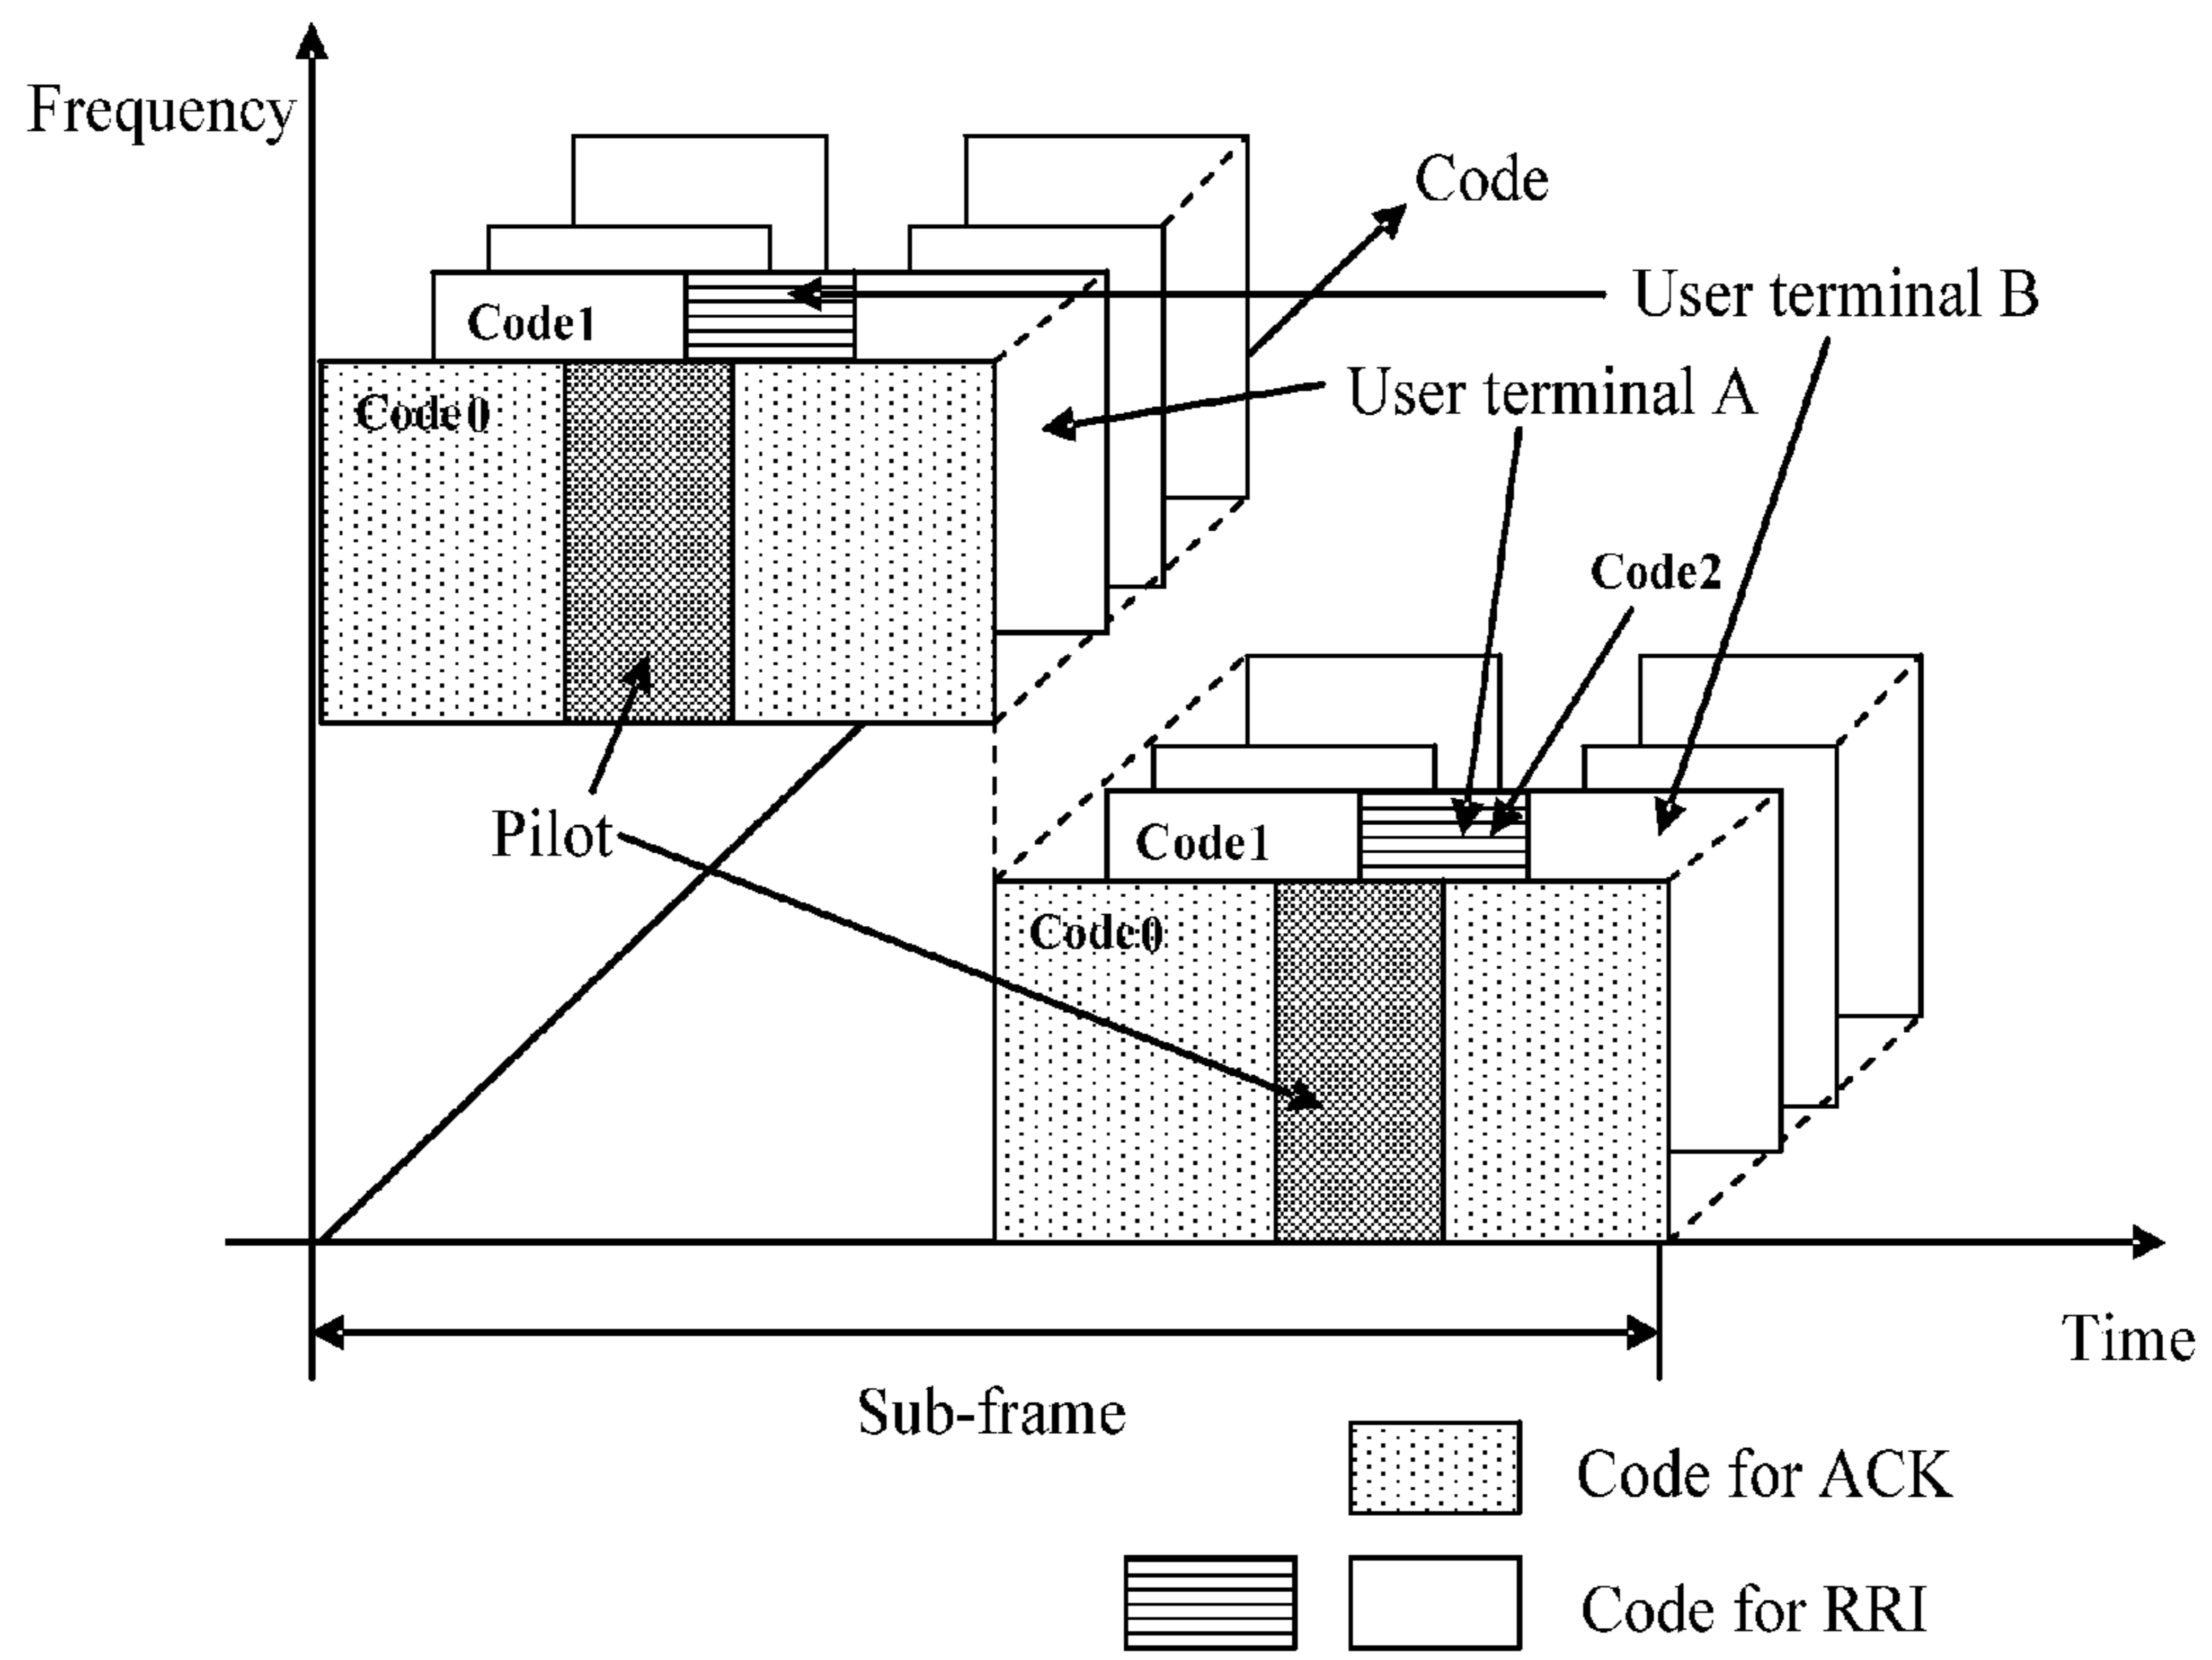 Frequency
Code
User terminal B
Code1
User terminal A
Code0
Code2
Pilot
Code1
Code0
Time
Sub-frame
Code for ACK
Code for RRI